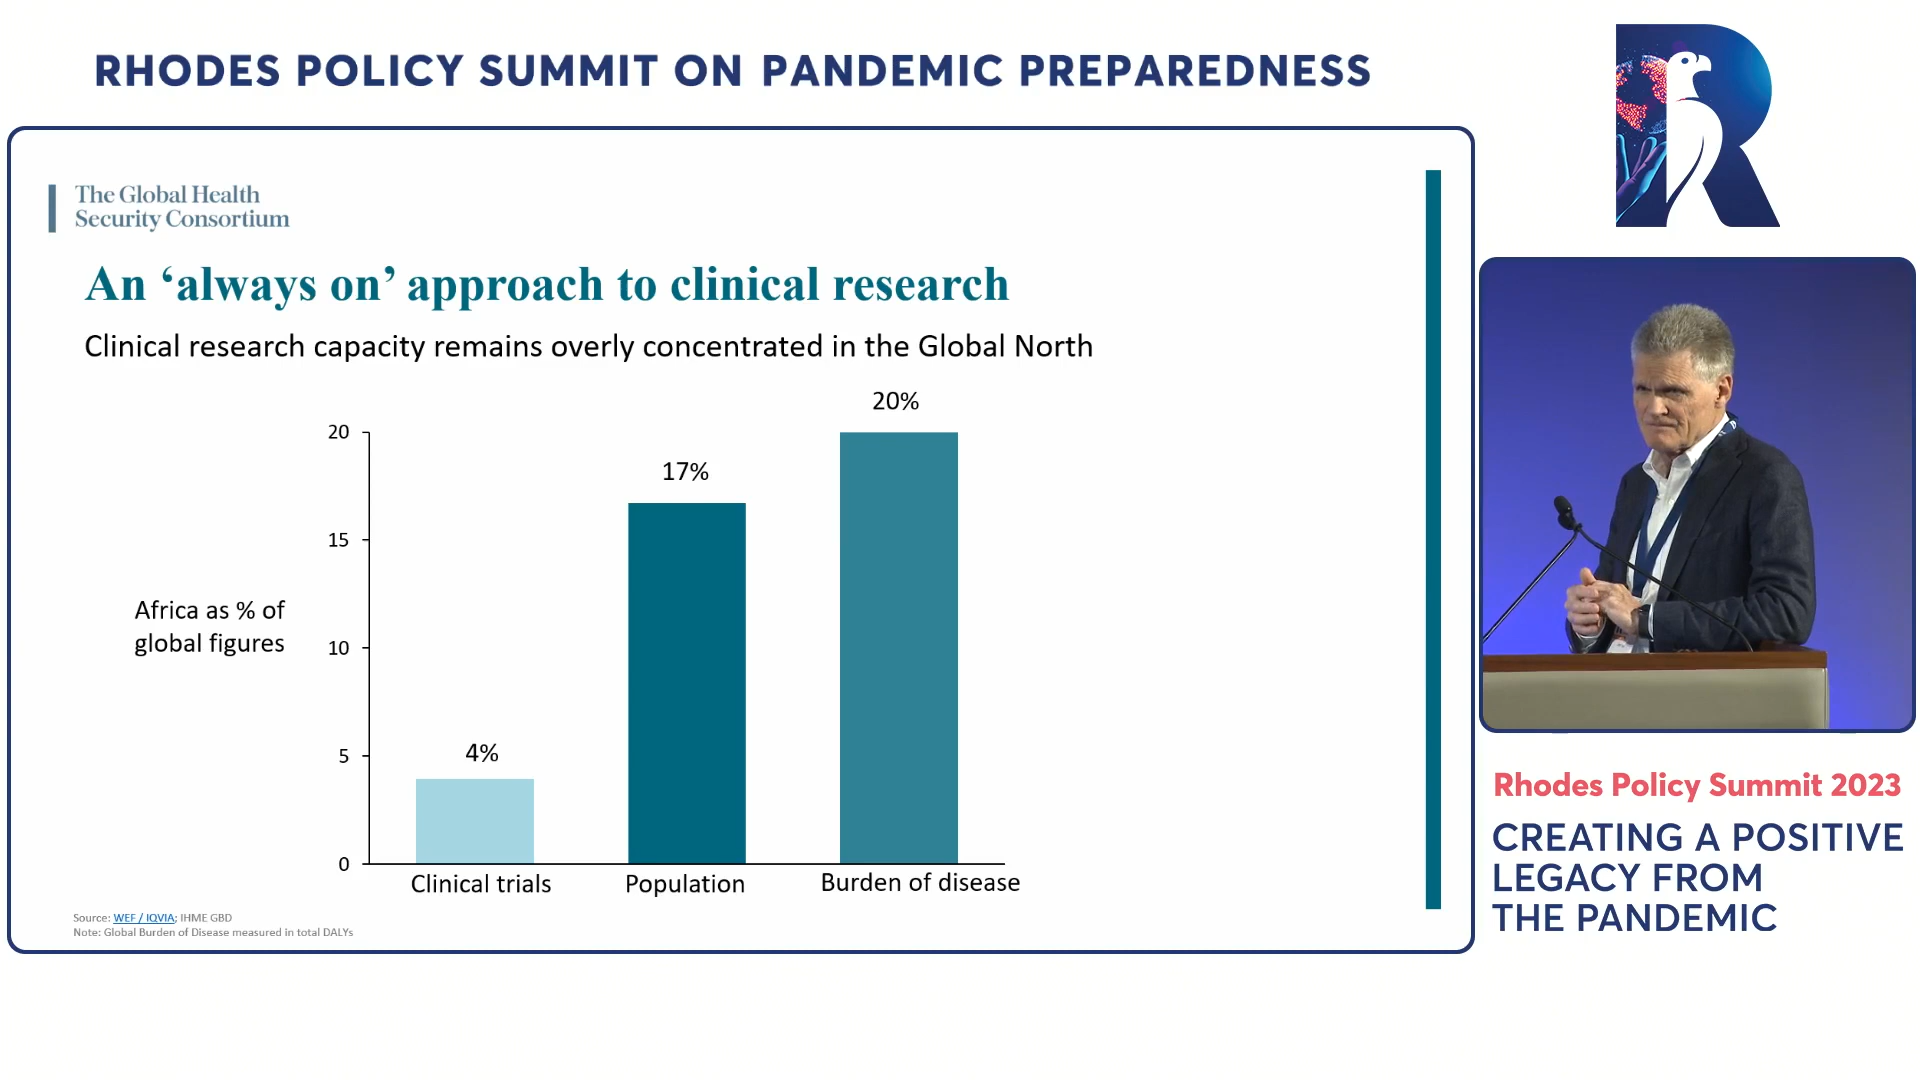 RHODES POLICY SUMMIT ON PANDEMIC PREPAREDNESS
The Global Health
Security Consortium
An ‘always on’ approach to clinical research
Clinical research capacity remains overly concentrated in the Global North
20%
20
17%
15
Africa as % of
global figures
10
4%
5
0
Clinical trials
Population
Burden of disease
Source: WEF / IQVIA; IHME GBD
Note: Global Burden of Disease measured in total DALYs
R
Rhodes Policy Summit 2023
CREATING A POSITIVE
LEGACY FROM
THE PANDEMIC